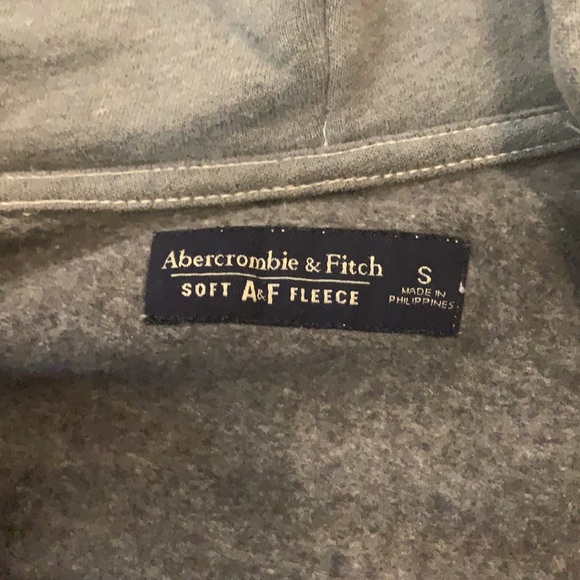 Abercrombie & Fitch
SOFT A&F FLEECE
S
MADE IN
PHILIPPINES